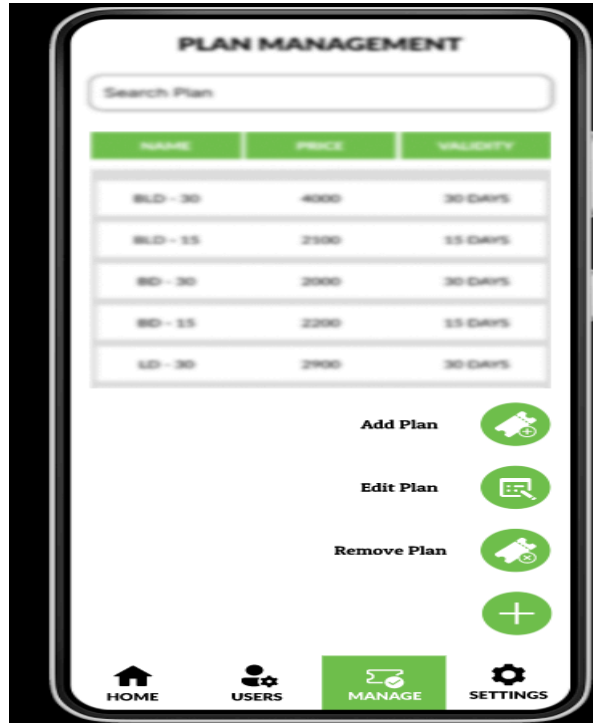 PLAN MANAGEMENT
Search Plan
NAME PRICE VALIDITY
BLD - 30 4000 30 DAYS
BLD - 15 2100 15 DAYS
BD - 30 2000 30 DAYS
BD - 15 2200 15 DAYS
LD - 30 2900 30 DAYS
Add Plan
Edit Plan
Remove Plan
HOME USERS MANAGE SETTINGS